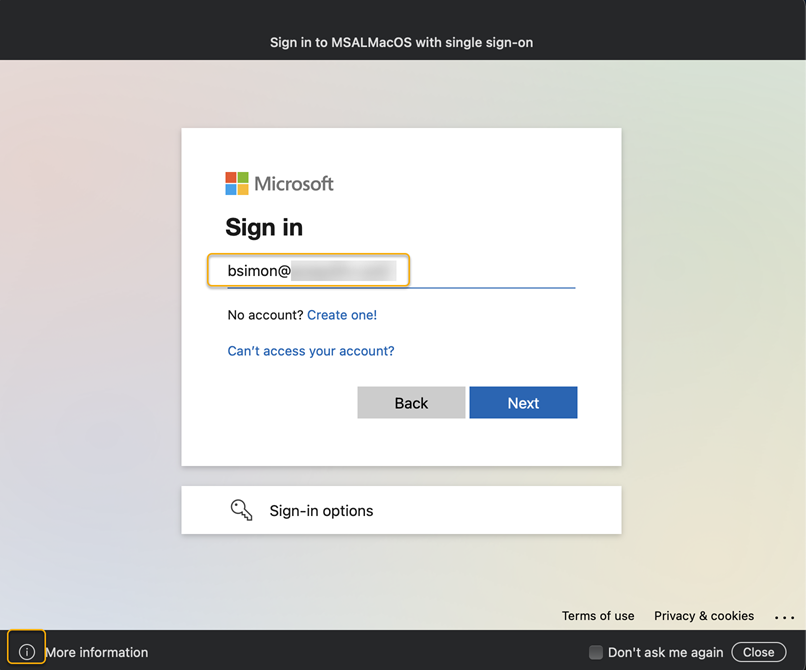 Sign in to MSALMacOS with single sign-on
Microsoft
Sign in
bsimon@
No account? Create one!
Can't access your account?
Back Next
Sign-in options
Terms of use Privacy & cookies ...
More information Don't ask me again Close